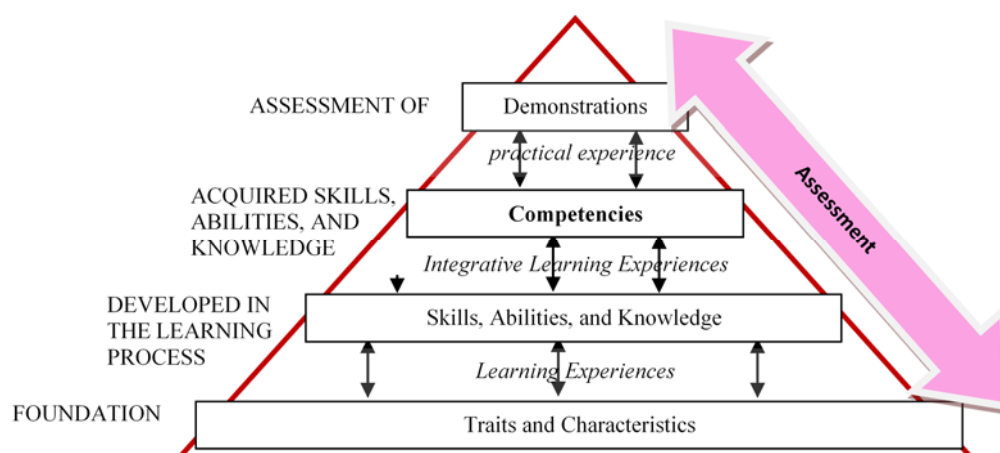 ASSESSMENT OF
Demonstrations
practical experience
ACQUIRED SKILLS,
ABILITIES, AND
KNOWLEDGE
Competencies
Integrative Learning Experiences
DEVELOPED IN
THE LEARNING
PROCESS
Skills, Abilities, and Knowledge
Learning Experiences
FOUNDATION
Traits and Characteristics
Assessment